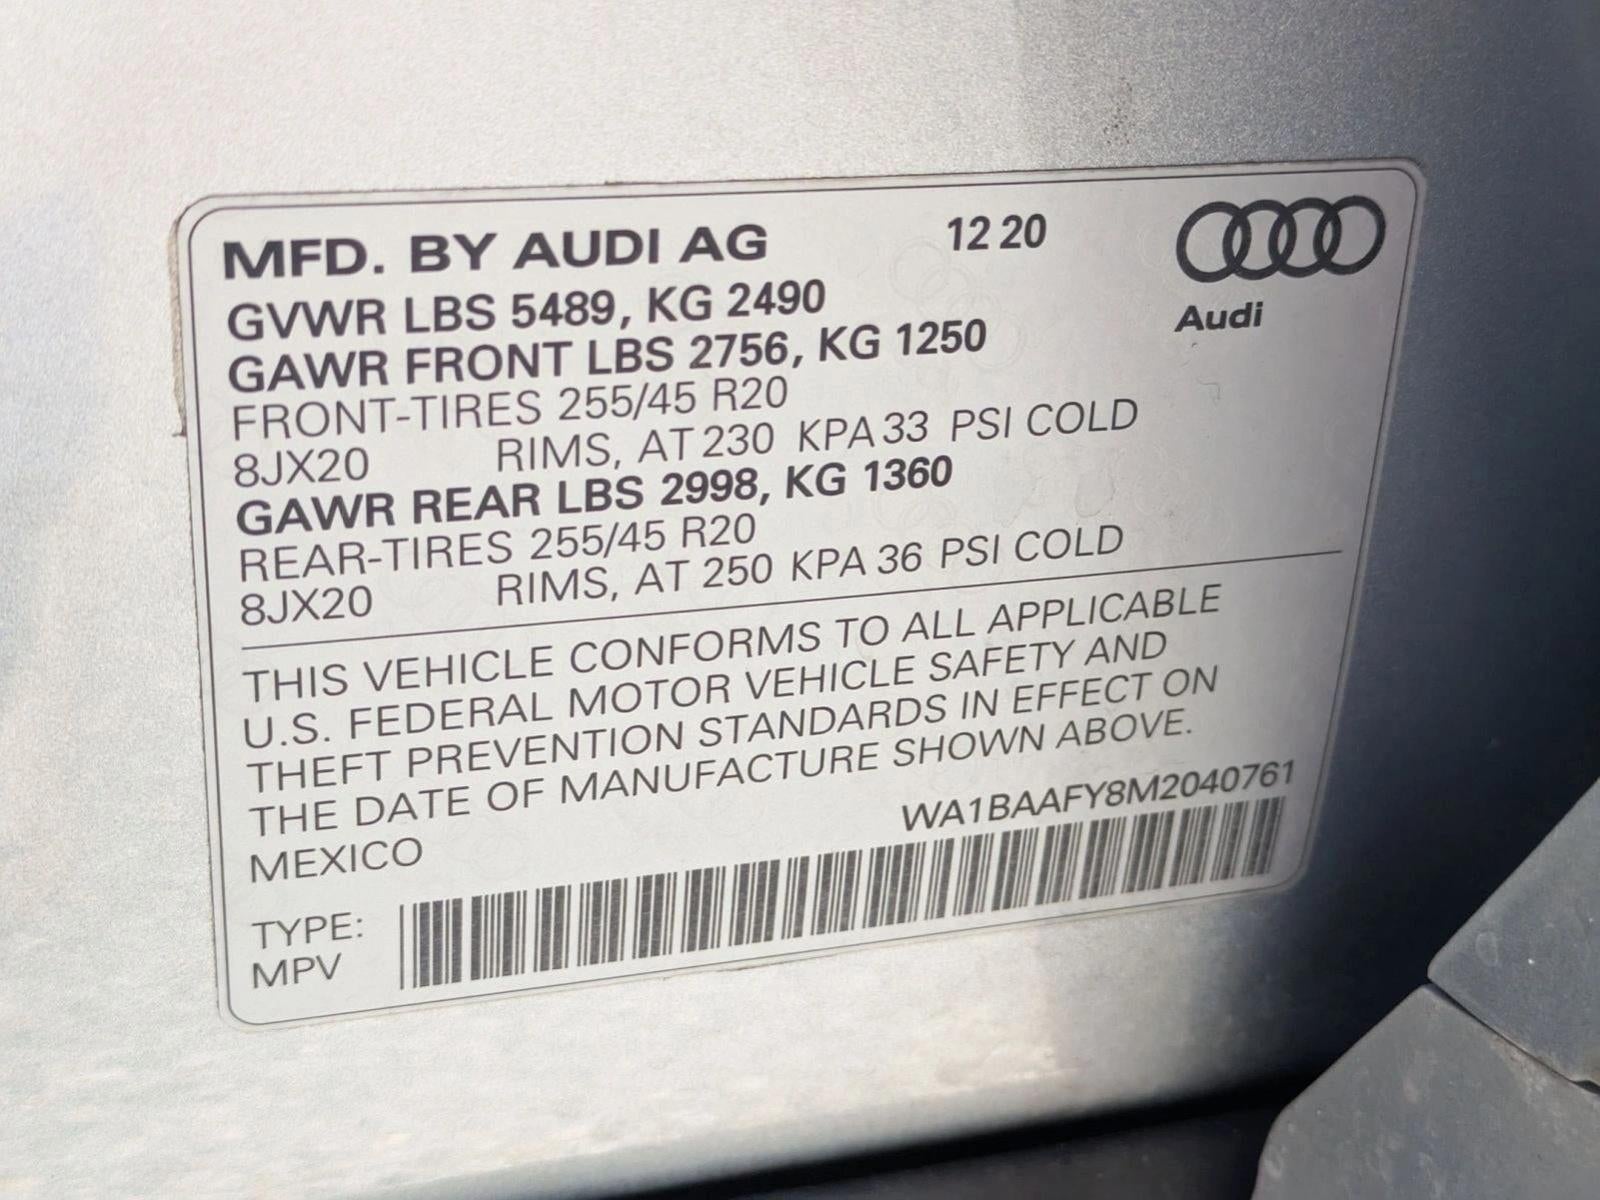 MFD. BY AUDI AG 12 20
Audi
GVWR LBS 5489, KG 2490
GAWR FRONT LBS 2756, KG 1250
FRONT-TIRES 255/45 R20
8JX20 RIMS, AT 230 KPA 33 PSI COLD
GAWR REAR LBS 2998, KG 1360
REAR-TIRES 255/45 R20
8JX20 RIMS, AT 250 KPA 36 PSI COLD
THIS VEHICLE CONFORMS TO ALL APPLICABLE
U.S. FEDERAL MOTOR VEHICLE SAFETY AND
THEFT PREVENTION STANDARDS IN EFFECT ON
THE DATE OF MANUFACTURE SHOWN ABOVE.
MEXICO WA1BAAFY8M2040761
TYPE:
MPV